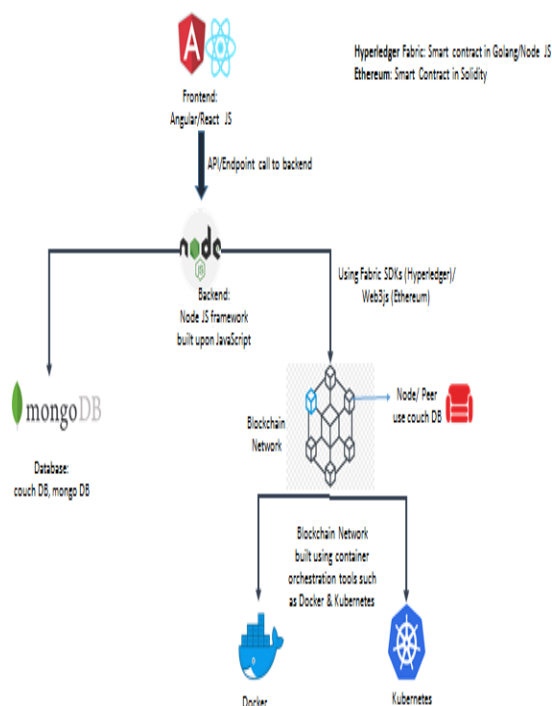 Hyperledger Fabric: Smart contract in Golang/Node JS
Ethereum: Smart Contract in Solidity
Frontend:
Angular/React JS
API/Endpoint call to backend
node
JS
Backend:
Node JS framework
built upon JavaScript
Using Fabric SDKs (Hyperledger)/
Web3js (Ethereum)
mongoDB
Database:
couch DB, mongo DB
Blockchain
Network
Node/ Peer
use couch DB
Blockchain Network
built using container
orchestration tools such
as Docker & Kubernetes
Docker
Kubernetes